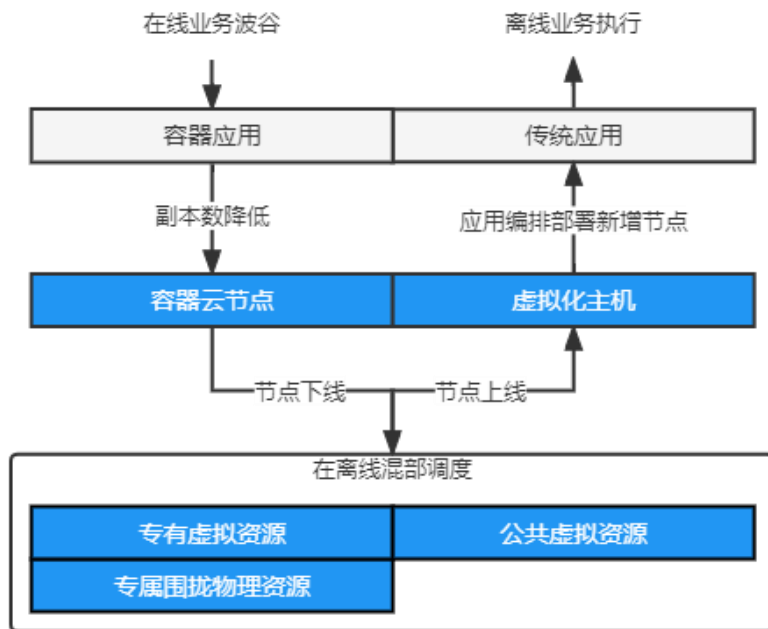 在线业务波谷
离线业务执行
容器应用
传统应用
副本数降低
应用编排部署新增节点
容器云节点
虚拟化主机
节点下线
节点上线
在离线混部调度
专有虚拟资源
公共虚拟资源
专属围拢物理资源